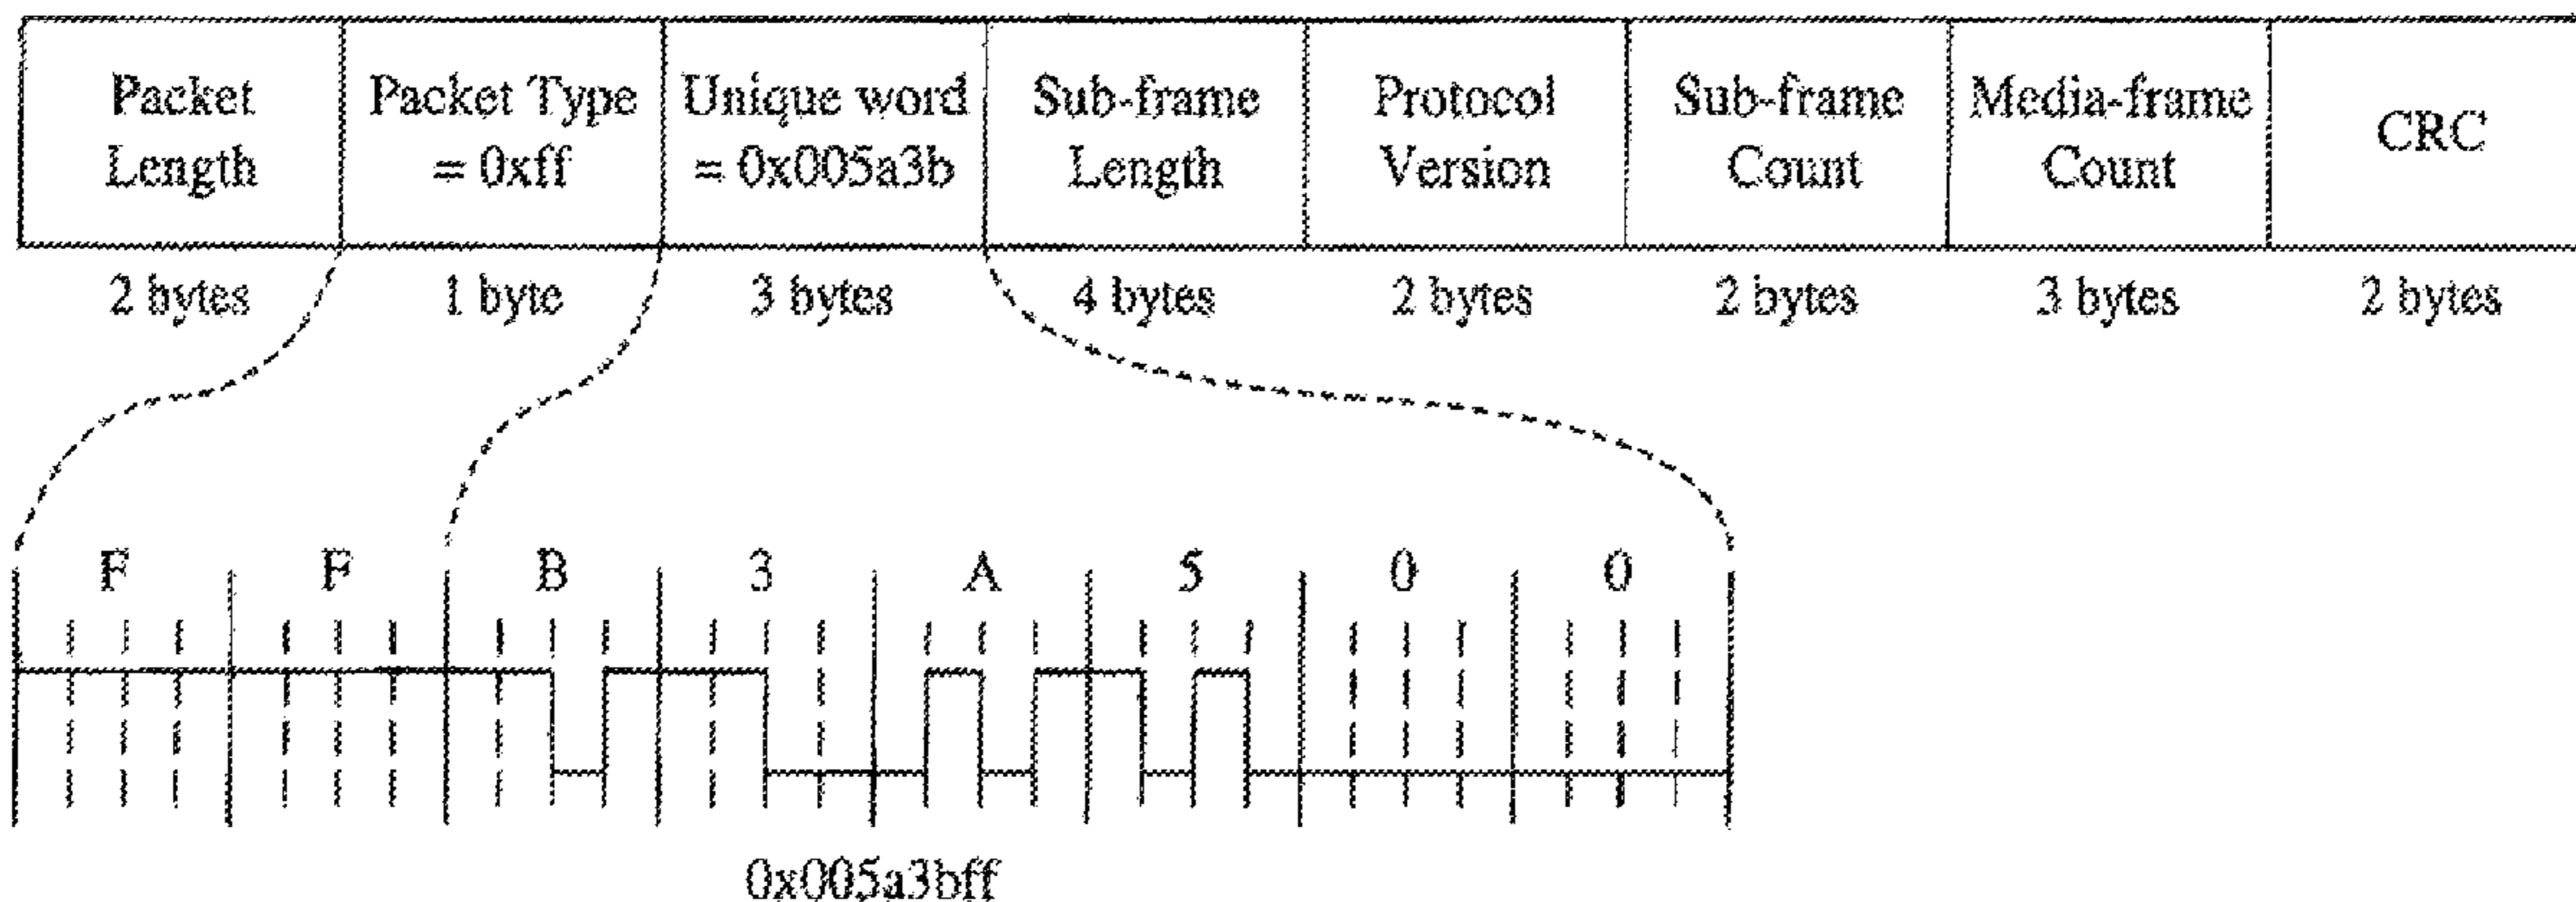 Packet Length
Packet Type = 0xff
Unique word = 0x005a3b
Sub-frame Length
Protocol Version
Sub-frame Count
Media-frame Count
CRC
2 bytes
1 byte
3 bytes
4 bytes
2 bytes
2 bytes
3 bytes
2 bytes
F F B 3 A 5 0 0
0x005a3bff